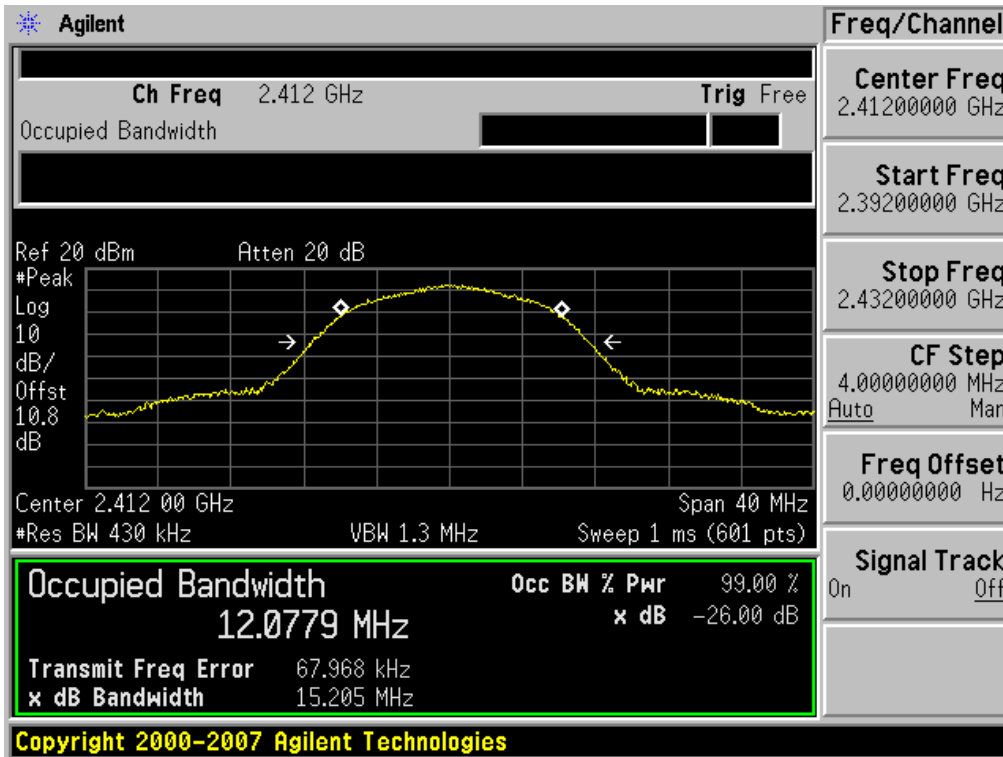 Agilent
Freq/Channel
Ch Freq 2.412 GHz Trig Free
Occupied Bandwidth
Center Freq
2.41200000 GHz
Start Freq
2.39200000 GHz
Stop Freq
2.43200000 GHz
CF Step
4.00000000 MHz
Auto Man
Freq Offset
0.00000000 Hz
Signal Track
On Off
Ref 20 dBm Atten 20 dB
#Peak
Log
10
dB/
Offst
10.8
dB
Center 2.412 00 GHz Span 40 MHz
#Res BW 430 kHz VBW 1.3 MHz Sweep 1 ms (601 pts)
Occupied Bandwidth
12.0779 MHz
Occ BW % Pwr 99.00 %
x dB -26.00 dB
Transmit Freq Error 67.968 kHz
x dB Bandwidth 15.205 MHz
Copyright 2000-2007 Agilent Technologies